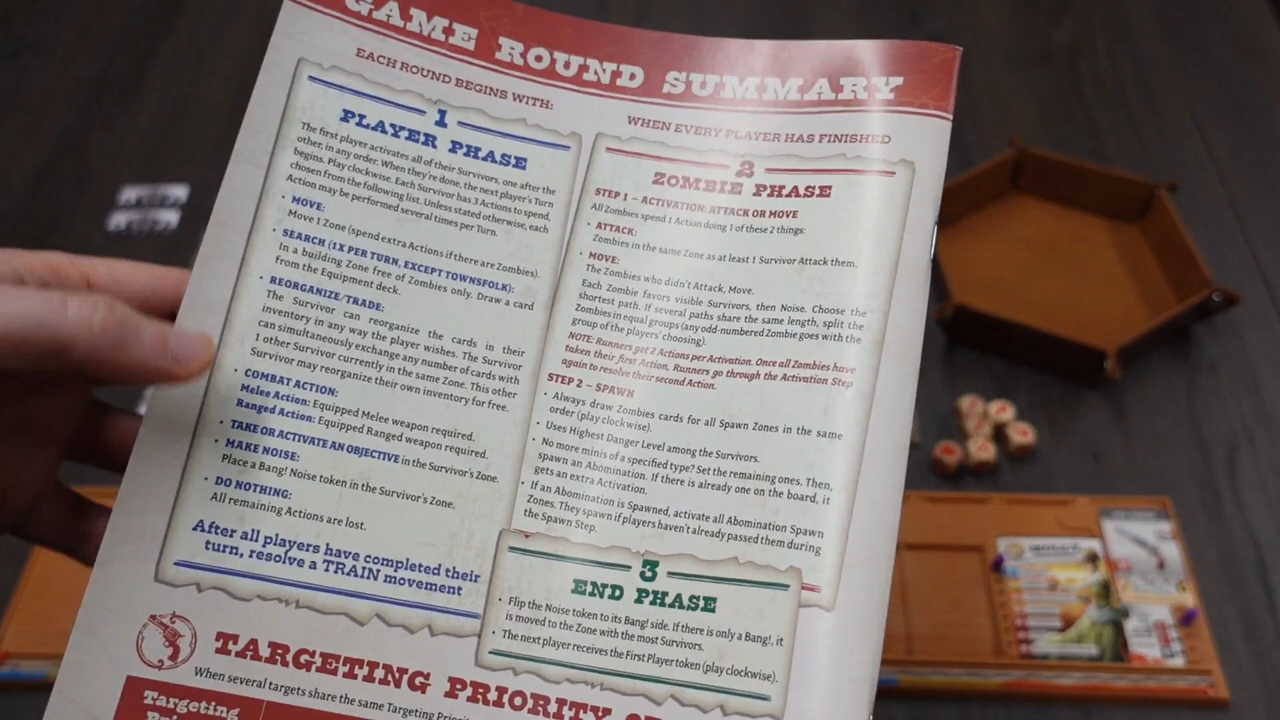 GAME ROUND SUMMARY
EACH ROUND BEGINS WITH:
1
PLAYER PHASE
The first player activates all of their Survivors, one after the
other, in any order. When they're done, the next player's Turn
begins. Play clockwise. Each Survivor has 3 Actions to spend,
chosen from the following list. Unless stated otherwise, each
Action may be performed several times per Turn.
• MOVE:
Move 1 Zone (spend extra Actions if there are Zombies).
• SEARCH (1X PER TURN, EXCEPT TOWNSFOLK):
In a building Zone free of Zombies only. Draw a card
from the Equipment deck.
• REORGANIZE/TRADE:
The Survivor can reorganize the cards in their
inventory in any way the player wishes. The Survivor
can simultaneously exchange any number of cards with
1 other Survivor currently in the same Zone. This other
Survivor may reorganize their own inventory for free.
• COMBAT ACTION:
Melee Action: Equipped Melee weapon required.
Ranged Action: Equipped Ranged weapon required.
• TAKE OR ACTIVATE AN OBJECTIVE in the Survivor's Zone.
• MAKE NOISE:
Place a Bang! Noise token in the Survivor's Zone.
• DO NOTHING:
All remaining Actions are lost.
After all players have completed their
turn, resolve a TRAIN movement
WHEN EVERY PLAYER HAS FINISHED
2
ZOMBIE PHASE
STEP 1 – ACTIVATION: ATTACK OR MOVE
All Zombies spend 1 Action doing 1 of these 2 things:
• ATTACK:
Zombies in the same Zone as at least 1 Survivor Attack them.
• MOVE:
The Zombies who didn't Attack, Move.
Each Zombie favors visible Survivors, then Noise. Choose the
shortest path. If several paths share the same length, split the
Zombies in equal groups (any odd-numbered Zombie goes with the
group of the players' choosing).
NOTE: Runners get 2 Actions per Activation. Once all Zombies have
taken their first Action, Runners go through the Activation Step
again to resolve their second Action.
STEP 2 – SPAWN
• Always draw Zombies cards for all Spawn Zones in the same
order (play clockwise).
• Uses Highest Danger Level among the Survivors.
• No more minis of a specified type? Set the remaining ones. Then,
spawn an Abomination. If there is already one on the board, it
gets an extra Activation.
• If an Abomination is Spawned, activate all Abomination Spawn
Zones. They spawn if players haven't already passed them during
the Spawn Step.
3
END PHASE
• Flip the Noise token to its Bang! side. If there is only a Bang!, it
is moved to the Zone with the most Survivors.
• The next player receives the First Player token (play clockwise).
TARGETING PRIORITY
When several targets share the same Targeting
Targeting